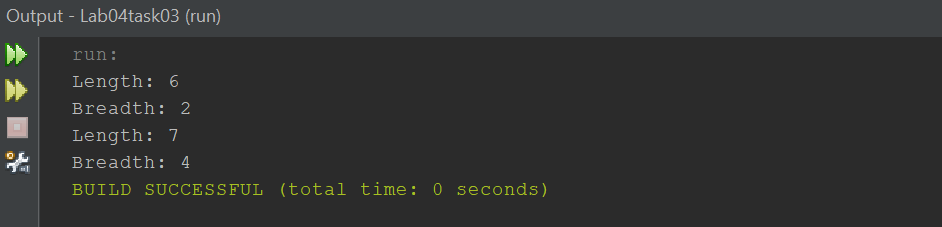 Output - Lab04task03 (run)
run:
Length: 6
Breadth: 2
Length: 7
Breadth: 4
BUILD SUCCESSFUL (total time: 0 seconds)